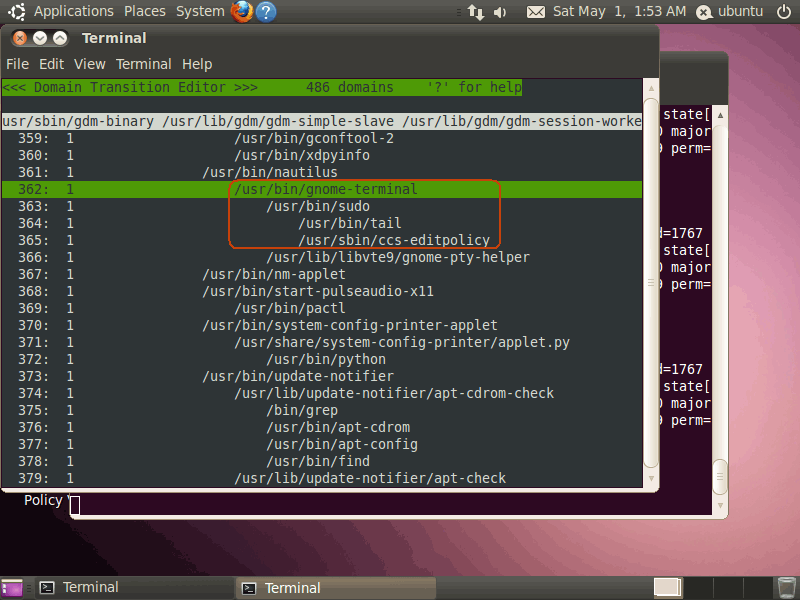 Applications Places System ? Sat May 1, 1:53 AM ubuntu
Terminal
File Edit View Terminal Help
<<< Domain Transition Editor >>> 486 domains '?' for help
usr/sbin/gdm-binary /usr/lib/gdm/gdm-simple-slave /usr/lib/gdm/gdm-session-worke
359: 1 /usr/bin/gconftool-2
360: 1 /usr/bin/xdpyinfo
361: 1 /usr/bin/nautilus
362: 1 /usr/bin/gnome-terminal
363: 1 /usr/bin/sudo
364: 1 /usr/bin/tail
365: 1 /usr/sbin/ccs-editpolicy
366: 1 /usr/lib/libvte9/gnome-pty-helper
367: 1 /usr/bin/nm-applet
368: 1 /usr/bin/start-pulseaudio-x11
369: 1 /usr/bin/pactl
370: 1 /usr/bin/system-config-printer-applet
371: 1 /usr/share/system-config-printer/applet.py
372: 1 /usr/bin/python
373: 1 /usr/bin/update-notifier
374: 1 /usr/lib/update-notifier/apt-cdrom-check
375: 1 /bin/grep
376: 1 /usr/bin/apt-cdrom
377: 1 /usr/bin/apt-config
378: 1 /usr/bin/find
379: 1 /usr/lib/update-notifier/apt-check
state[
major
perm=
d=1767
state[
major
perm=
d=1767
state[
major
perm=
Policy
Terminal
Terminal